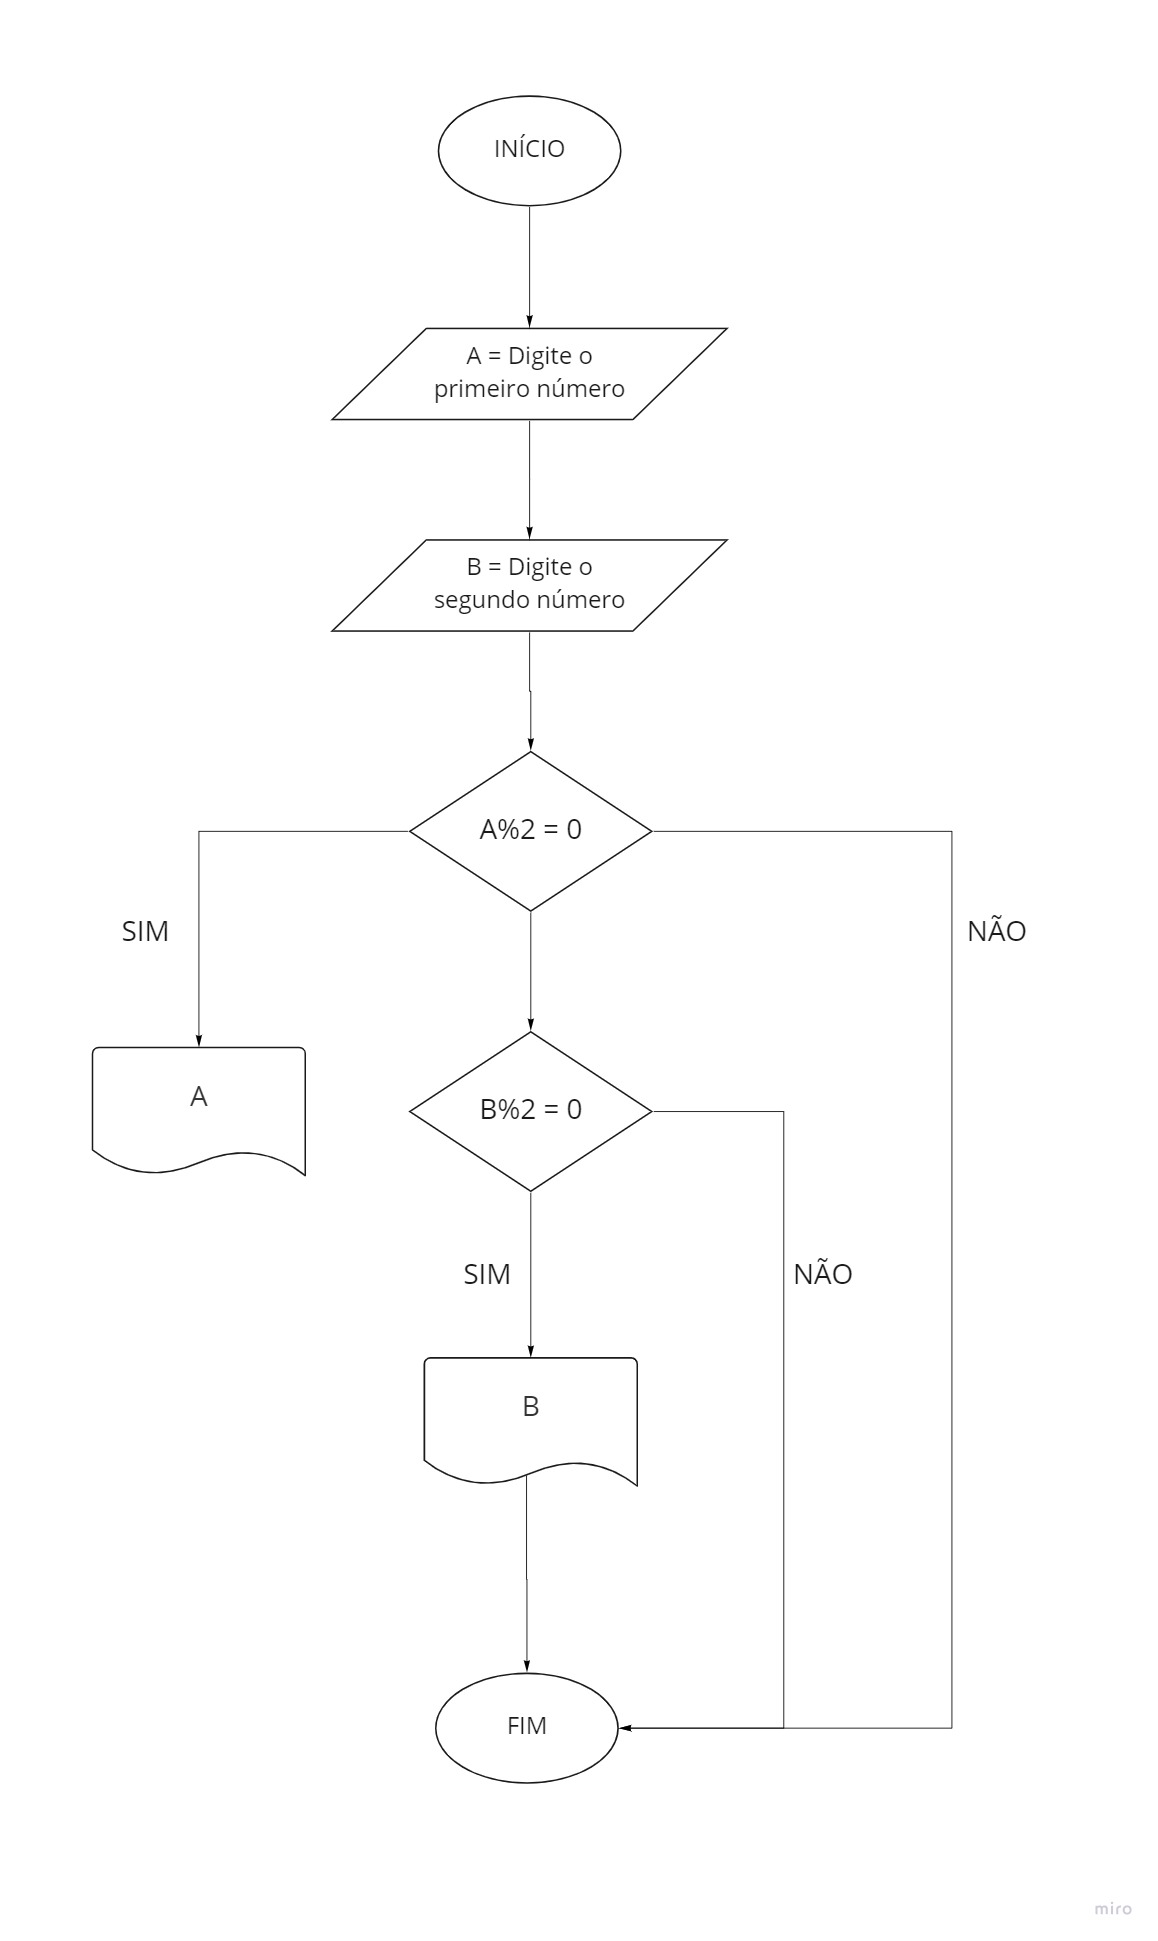 INÍCIO
A = Digite o
primeiro número
B = Digite o
segundo número
A%2 = 0
SIM
NÃO
A
B%2 = 0
SIM
NÃO
B
FIM
miro